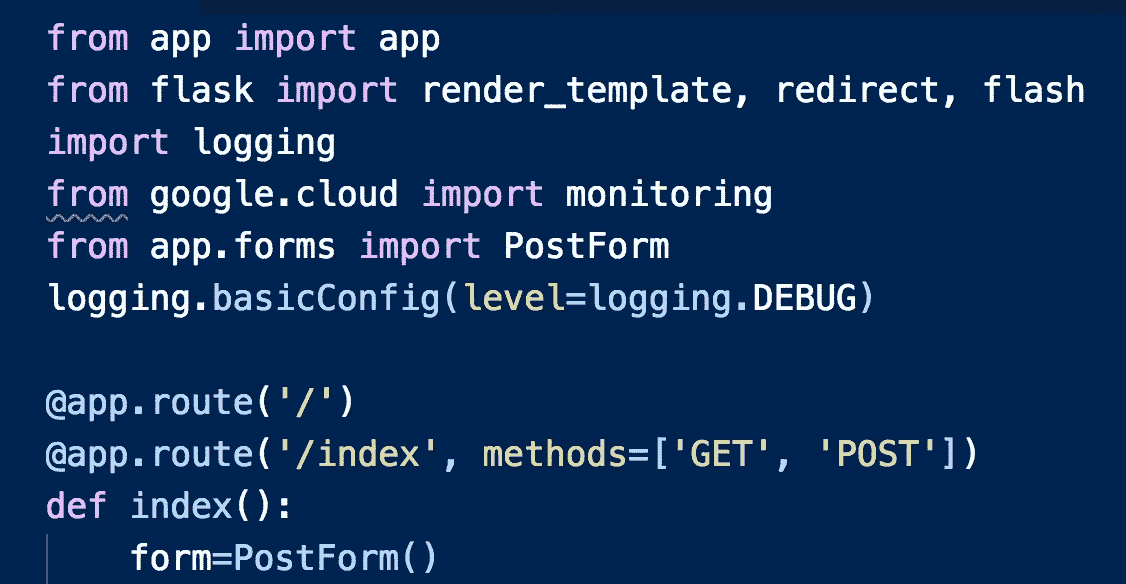 from app import app
from flask import render_template, redirect, flash
import logging
from google.cloud import monitoring
from app.forms import PostForm
logging.basicConfig(level=logging.DEBUG)
@app.route('/')
@app.route('/index', methods=['GET', 'POST'])
def index():
    form=PostForm()